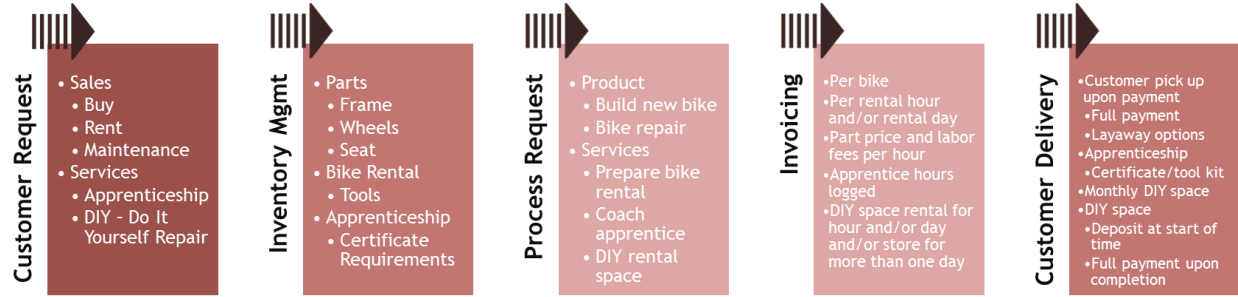 Customer Request
• Sales
• Buy
• Rent
• Maintenance
• Services
• Apprenticeship
• DIY - Do It
Yourself Repair
Inventory Mgmt
• Parts
• Frame
• Wheels
• Seat
• Bike Rental
• Tools
• Apprenticeship
• Certificate
Requirements
Process Request
• Product
• Build new bike
• Bike repair
• Services
• Prepare bike
rental
• Coach
apprentice
• DIY rental
space
Invoicing
•Per bike
•Per rental hour
and/or rental day
•Part price and labor
fees per hour
•Apprentice hours
logged
•DIY space rental for
hour and/or day
and/or store for
more than one day
Customer Delivery
•Customer pick up
upon payment
•Full payment
•Layaway options
•Apprenticeship
•Certificate/tool kit
•Monthly DIY space
•DIY space
•Deposit at start of
time
•Full payment upon
completion